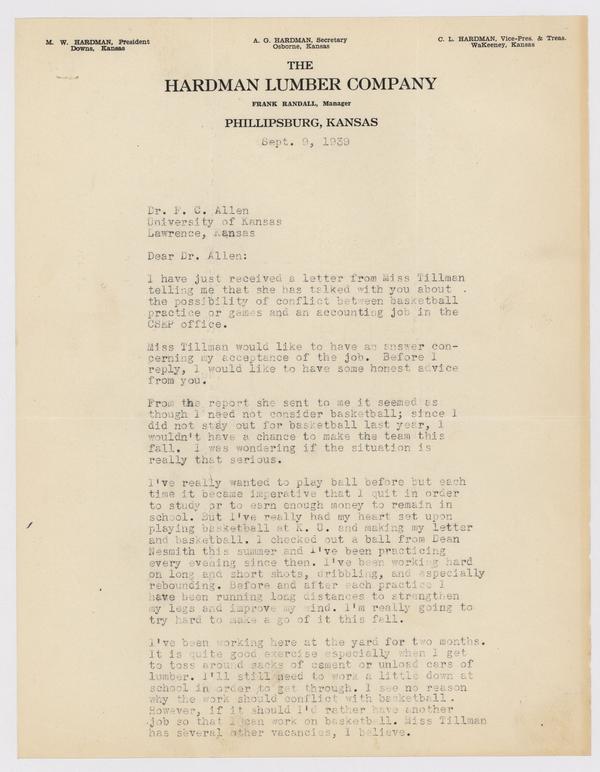 M. W. HARDMAN, President
Downs, Kansas
A. G. HARDMAN, Secretary
Osborne, Kansas
C. L. HARDMAN, Vice-Pres. & Treas.
WaKeeney, Kansas
THE
HARDMAN LUMBER COMPANY
FRANK RANDALL, Manager
PHILLIPSBURG, KANSAS
Sept. 9, 1939
Dr. F. C. Allen
University of Kansas
Lawrence, Kansas
Dear Dr. Allen:
I have just received a letter from Miss Tillman
telling me that she has talked with you about .
the possibility of conflict between basketball
practice or games and an accounting job in the
CSEP office.
Miss Tillman would like to have an answer con-
cerning my acceptance of the job. Before I
reply, I would like to have some honest advice
from you.
From the report she sent to me it seemed as
though I need not consider basketball; since I
did not stay out for basketball last year, I
wouldn't have a chance to make the team this
fall. I was wondering if the situation is
really that serious.
I've really wanted to play ball before but each
time it became imperative that I quit in order
to study or to earn enough money to remain in
school. But I've really had my heart set upon
playing basketball at K. U. and making my letter
and basketball. I checked out a ball from Dean
Nesmith this summer and I've been practicing
every evening since then. I've been working hard
on long and short shots, dribbling, and especially
rebounding. Before and after each practice I
have been running long distances to strengthen
my legs and improve my wind. I'm really going to
try hard to make a go of it this fall.
I've been working here at the yard for two months.
It is quite good exercise especially when I get
to toss around sacks of cement or unload cars of
lumber. I'll still need to work a little down at
school in order to get through. I see no reason
why the work should conflict with basketball.
However, if it should I'd rather have another
job so that I can work on basketball. Miss Tillman
has several other vacancies, I believe.